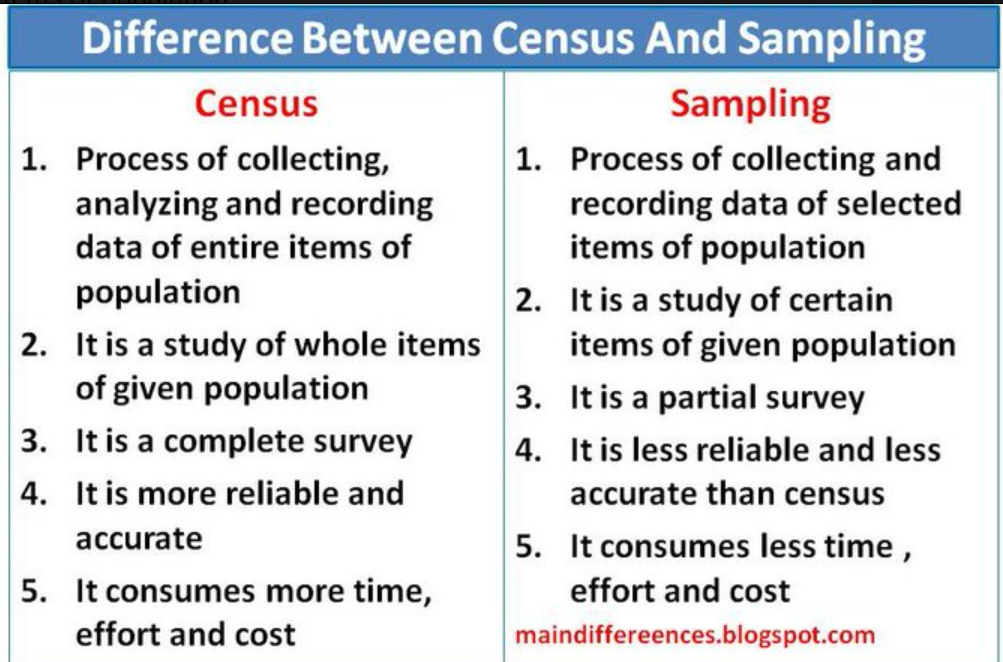 Difference Between Census And Sampling
Census
1. Process of collecting,
analyzing and recording
data of entire items of
population
2. It is a study of whole items
of given population
3. It is a complete survey
4. It is more reliable and
accurate
5. It consumes more time,
effort and cost
Sampling
1. Process of collecting and
recording data of selected
items of population
2. It is a study of certain
items of given population
3. It is a partial survey
4. It is less reliable and less
accurate than census
5. It consumes less time ,
effort and cost
maindiffereences.blogspot.com